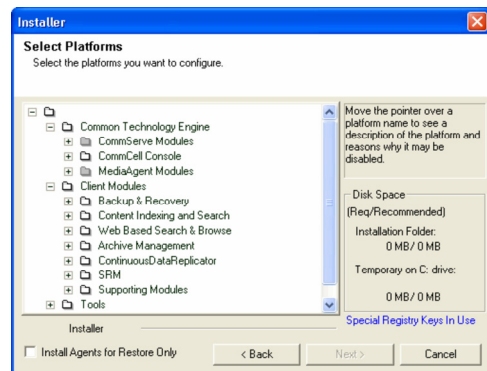 Installer
Select Platforms
Select the platforms you want to configure.
Common Technology Engine
CommServe Modules
CommCell Console
MediaAgent Modules
Client Modules
Backup & Recovery
Content Indexing and Search
Web Based Search & Browse
Archive Management
ContinuousDataReplicator
SRM
Supporting Modules
Tools
Move the pointer over a
platform name to see a
description of the platform and
reasons why it may be
disabled.
Disk Space
(Req/Recommended)
Installation Folder:
0 MB/ 0 MB
Temporary on C: drive:
0 MB/ 0 MB
Special Registry Keys In Use
Installer
Install Agents for Restore Only
< Back
Next >
Cancel